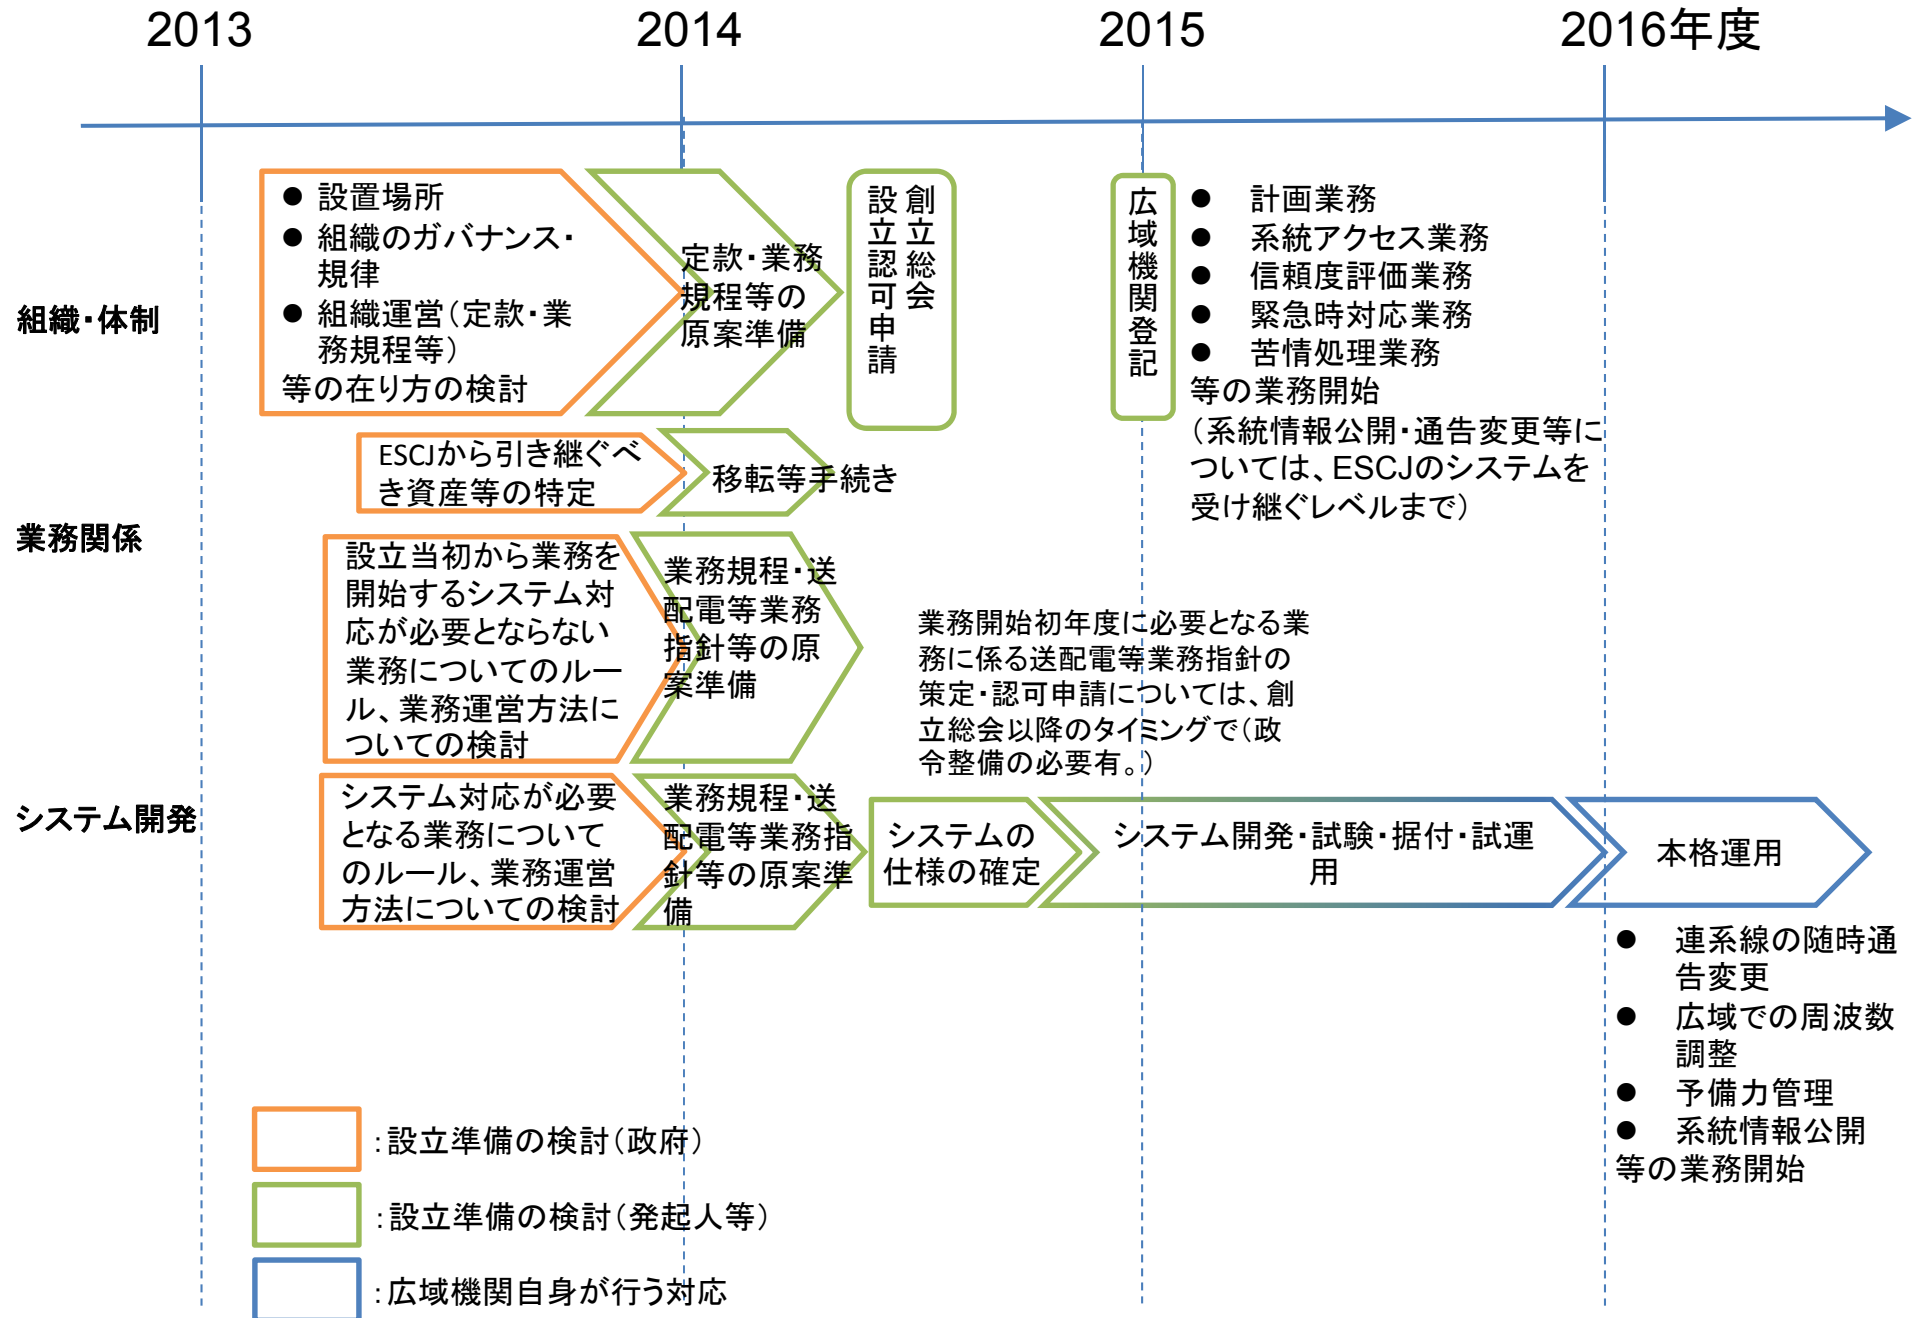 2013
2014
2015
2016年度
組織・体制
● 設置場所
● 組織のガバナンス・
規律
● 組織運営（定款・業
務規程等）
等の在り方の検討
定款・業務
規程等の
原案準備
創立総会
設立認可申請
広域機関登記
● 計画業務
● 系統アクセス業務
● 信頼度評価業務
● 緊急時対応業務
● 苦情処理業務
等の業務開始
（系統情報公開・通告変更等に
ついては、ESCJのシステムを
受け継ぐレベルまで）
業務関係
ESCJから引き継ぐべ
き資産等の特定
移転等手続き
設立当初から業務を
開始するシステム対
応が必要とならない
業務についてのルー
ル、業務運営方法に
ついての検討
業務規程・送
配電等業務
指針等の原
案準備
業務開始初年度に必要となる業
務に係る送配電等業務指針の
策定・認可申請については、創
立総会以降のタイミングで（政
令整備の必要有。）
システム開発
システム対応が必要
となる業務について
のルール、業務運営
方法についての検討
業務規程・送
配電等業務指
針等の原案準
備
システムの
仕様の確定
システム開発・試験・据付・試運
用
本格運用
● 連系線の随時通
告変更
● 広域での周波数
調整
● 予備力管理
● 系統情報公開
等の業務開始
：設立準備の検討（政府）
：設立準備の検討（発起人等）
：広域機関自身が行う対応